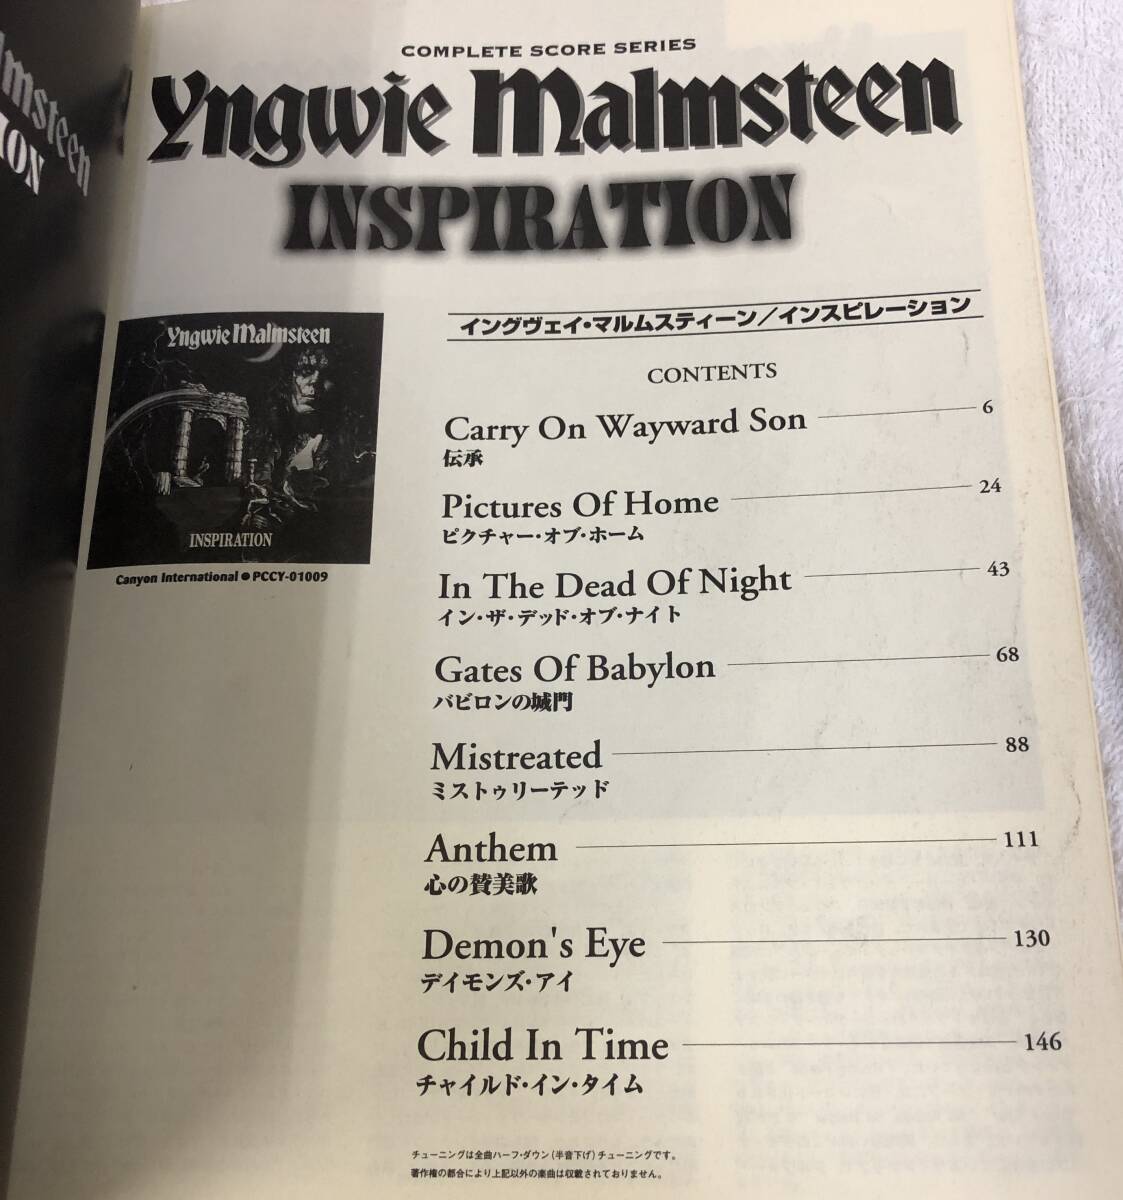 COMPLETE SCORE SERIES
Yngwie Malmsteen
INSPIRATION
イングヴェイ・マルムスティーン／インスピレーション
Yngwie Malmsteen
INSPIRATION
Canyon International ● PCCY-01009
CONTENTS
Carry On Wayward Son 6
伝承
Pictures Of Home 24
ピクチャー・オブ・ホーム
In The Dead Of Night 43
イン・ザ・デッド・オブ・ナイト
Gates Of Babylon 68
バビロンの城門
Mistreated 88
ミストゥリーテッド
Anthem 111
心の賛美歌
Demon's Eye 130
デイモンズ・アイ
Child In Time 146
チャイルド・イン・タイム
チューニングは全曲ハーフ・ダウン（半音下げ）チューニングです。
著作権の都合により上記以外の楽曲は収載されておりません。